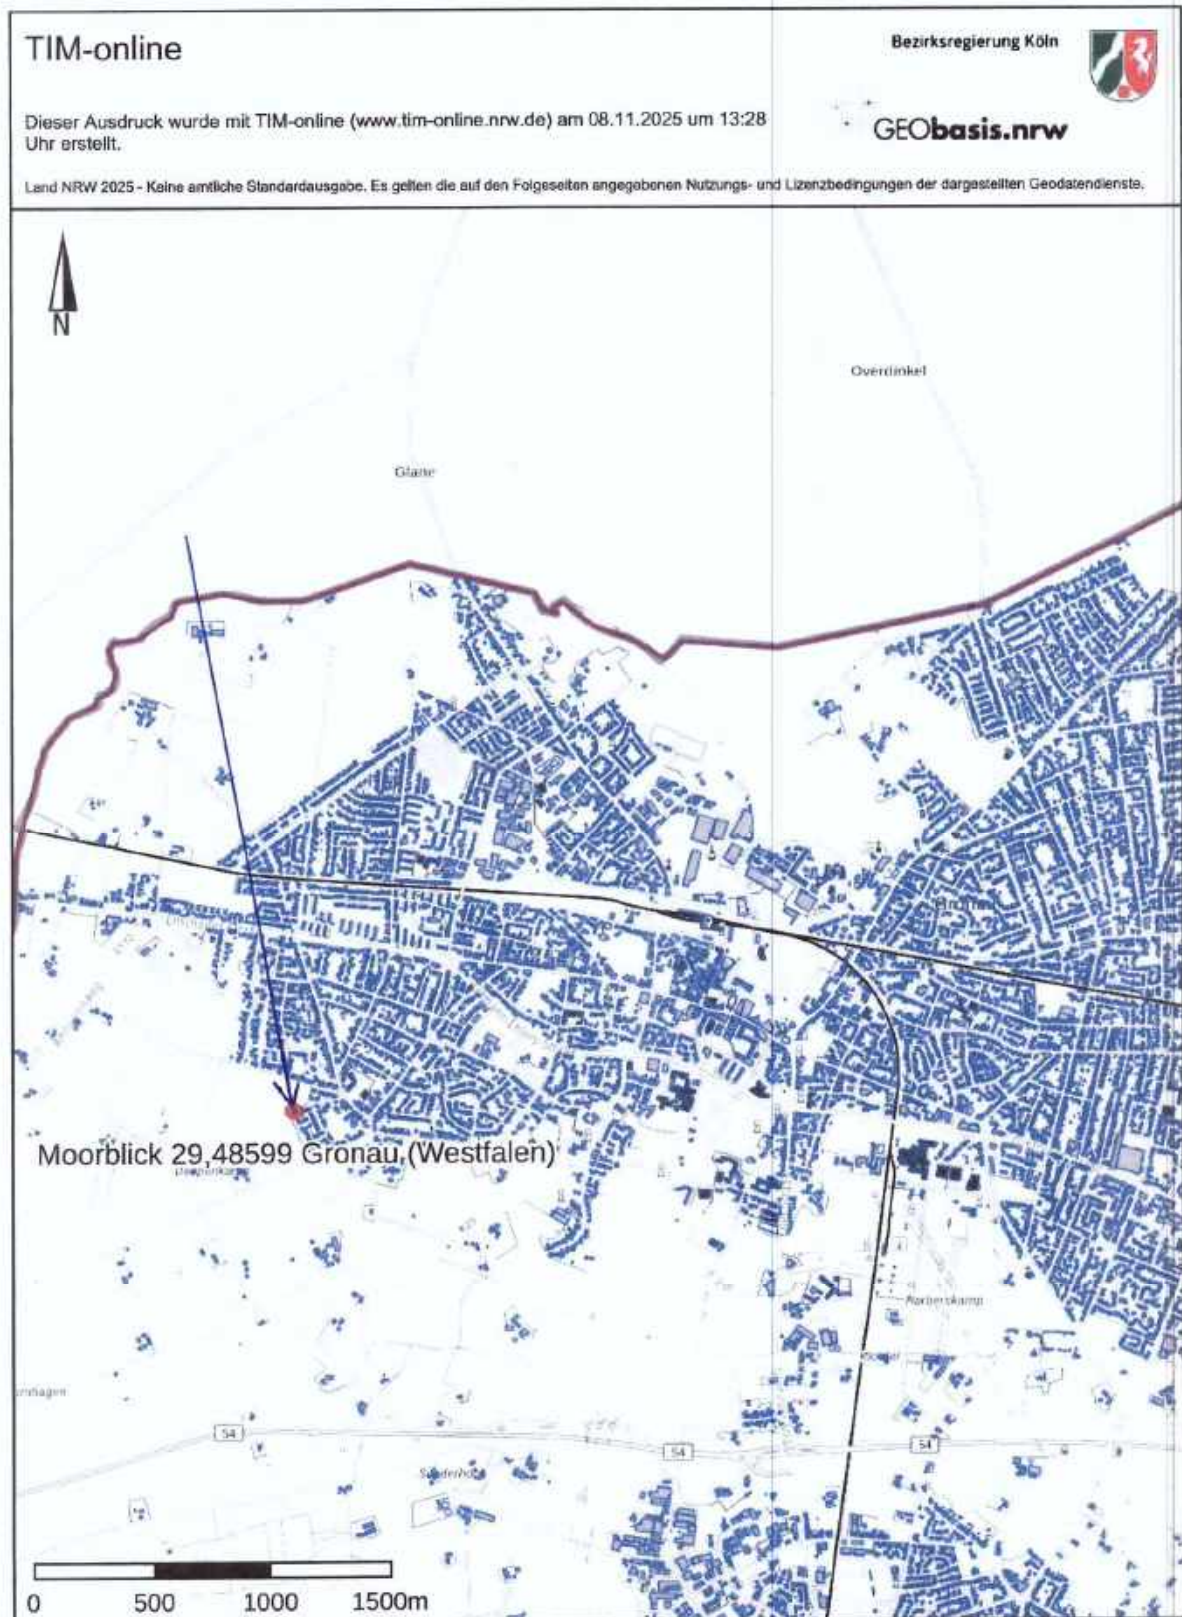 TIM-online
Bezirksregierung Köln
Dieser Ausdruck wurde mit TIM-online (www.tim-online.nrw.de) am 08.11.2025 um 13:28
Uhr erstellt.
GEObasis.nrw
Land NRW 2025 - Keine amtliche Standardausgabe. Es gelten die auf den Folgeseiten angegebenen Nutzungs- und Lizenzbedingungen der dargestellten Geodatendienste.
N
Overdinkel
Glane
Moorblick 29,48599 Gronau (Westfalen)
54
54
54
0 500 1000 1500m